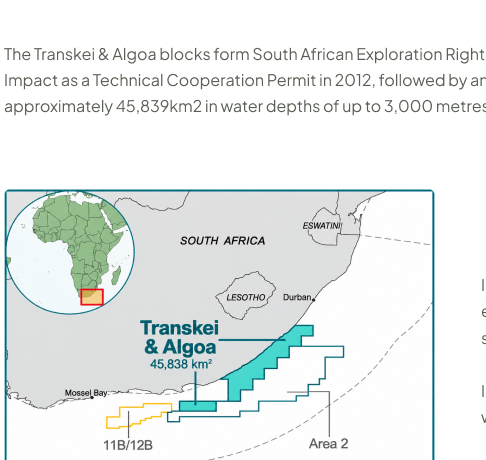 The Transkei & Algoa blocks form South African Exploration Right
Impact as a Technical Cooperation Permit in 2012, followed by an
approximately 45,839km2 in water depths of up to 3,000 metres
SOUTH AFRICA
ESWATINI
LESOTHO
Durban
Transkei
& Algoa
45,838 km²
Mossel Bay
11B/12B
Area 2